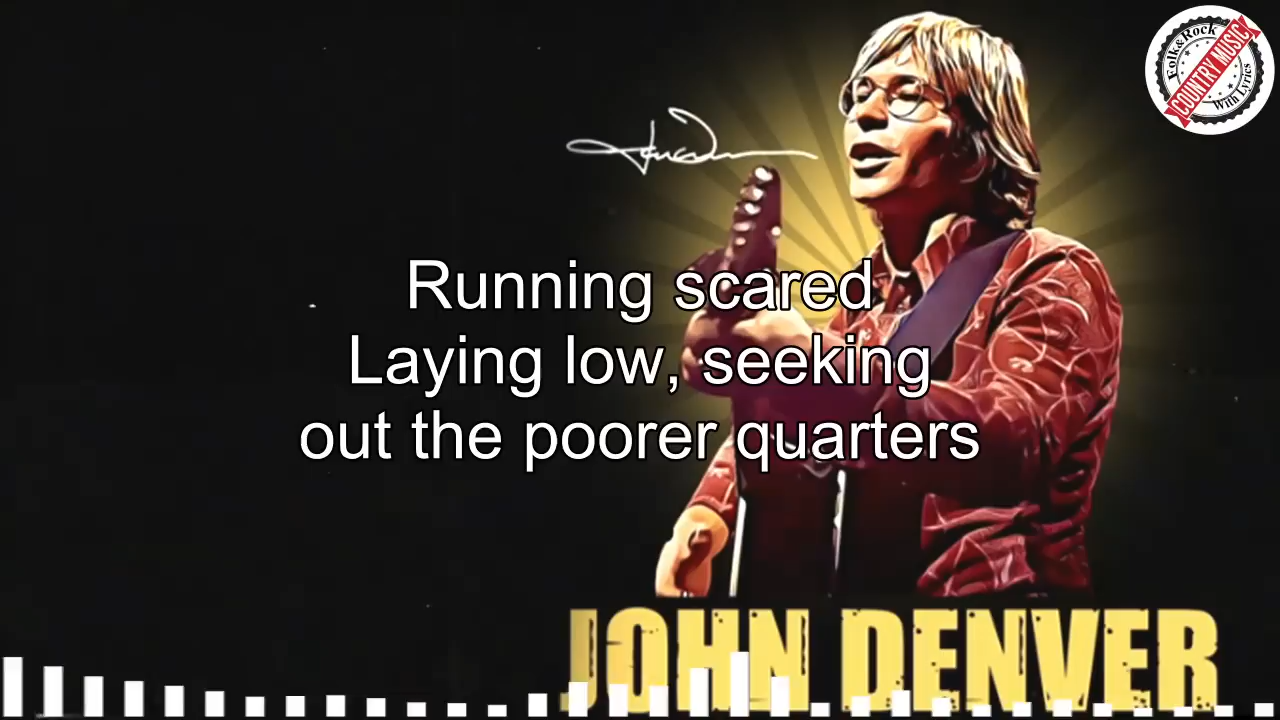 Folk&Rock
COUNTRY MUSIC
With Lyrics
Running scared
Laying low, seeking
out the poorer quarters
JOHN DENVER